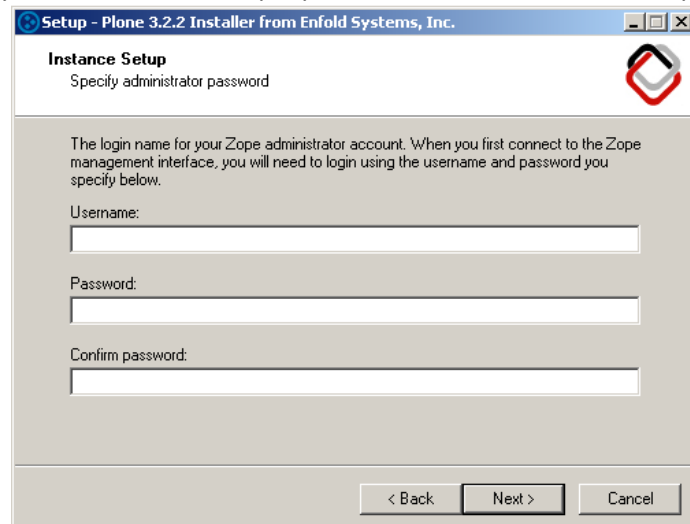 Setup - Plone 3.2.2 Installer from Enfold Systems, Inc.
Instance Setup
Specify administrator password
The login name for your Zope administrator account. When you first connect to the Zope
management interface, you will need to login using the username and password you
specify below.
Username:
Password:
Confirm password:
< Back
Next >
Cancel